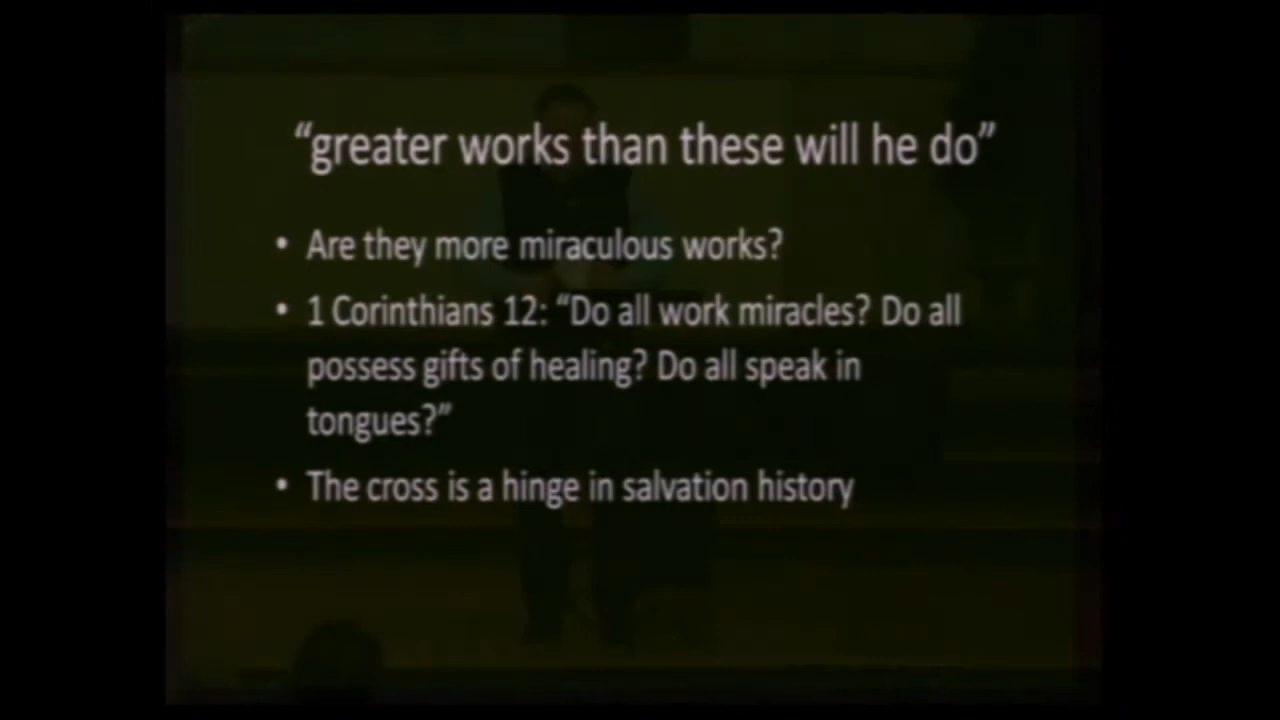 “greater works than these will he do”
• Are they more miraculous works?
• 1 Corinthians 12: “Do all work miracles? Do all
possess gifts of healing? Do all speak in
tongues?”
• The cross is a hinge in salvation history